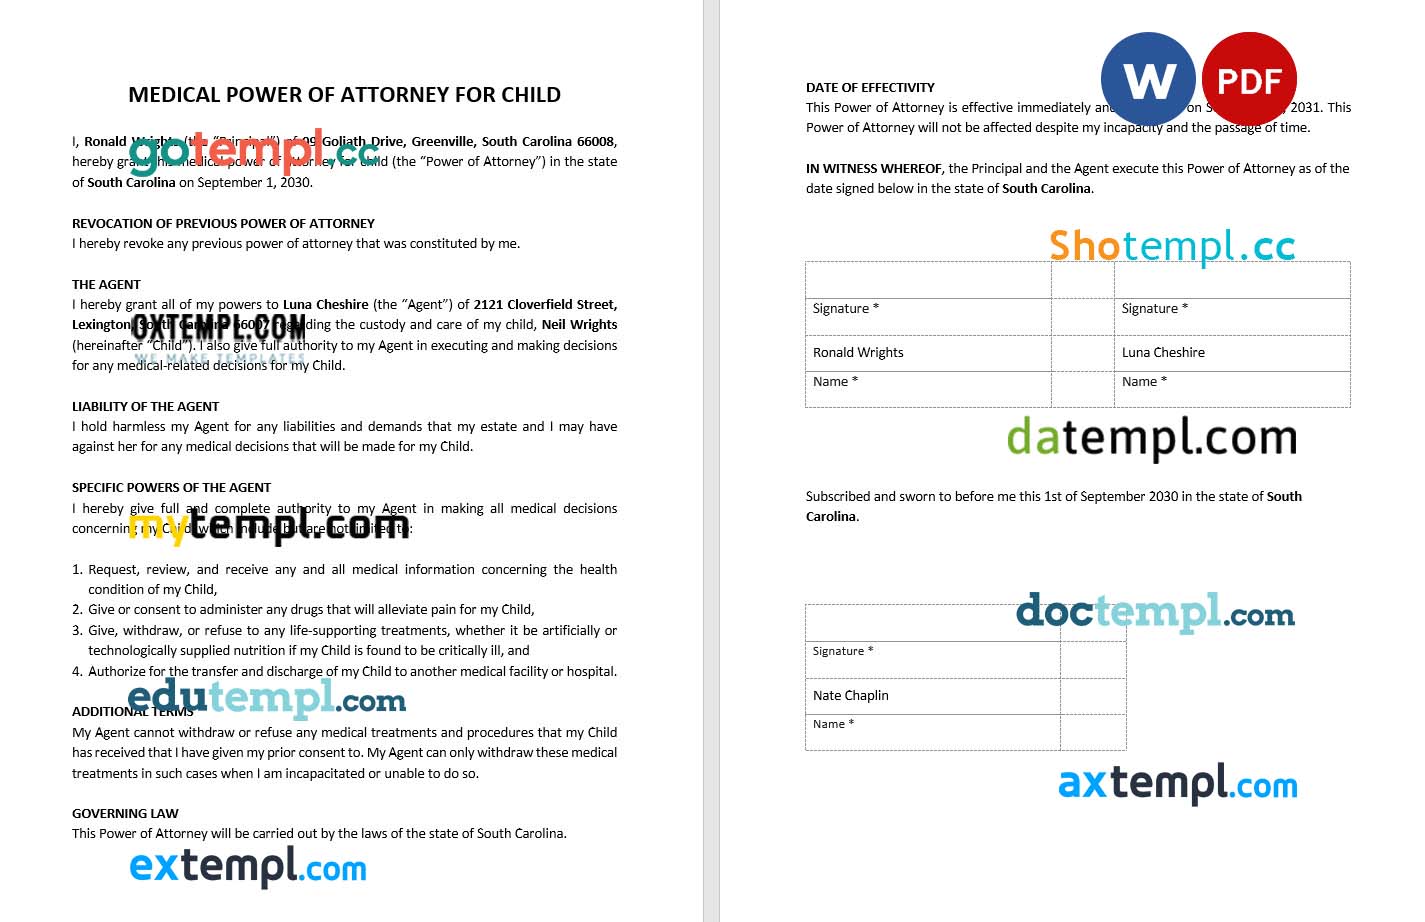 MEDICAL POWER OF ATTORNEY FOR CHILD
I, Ronald Wrights (the “Principal”) of 99 Goliath Drive, Greenville, South Carolina 66008,
gotempl.cc
hereby grant this medical power of attorney for child (the “Power of Attorney”) in the state
of South Carolina on September 1, 2030.
REVOCATION OF PREVIOUS POWER OF ATTORNEY
I hereby revoke any previous power of attorney that was constituted by me.
THE AGENT
I hereby grant all of my powers to Luna Cheshire (the “Agent”) of 2121 Cloverfield Street,
Lexington, South Carolina 66007 regarding the custody and care of my child, Neil Wrights
OXTEMPL.COM
(hereinafter “Child”). I also give full authority to my Agent in executing and making decisions
WE MAKE TEMPLATES
for any medical-related decisions for my Child.
LIABILITY OF THE AGENT
I hold harmless my Agent for any liabilities and demands that my estate and I may have
against her for any medical decisions that will be made for my Child.
SPECIFIC POWERS OF THE AGENT
I hereby give full and complete authority to my Agent in making all medical decisions
concerning my Child, which include but are not limited to:
mytempl.com
1. Request, review, and receive any and all medical information concerning the health
condition of my Child,
2. Give or consent to administer any drugs that will alleviate pain for my Child,
3. Give, withdraw, or refuse to any life-supporting treatments, whether it be artificially or
technologically supplied nutrition if my Child is found to be critically ill, and
4. Authorize for the transfer and discharge of my Child to another medical facility or hospital.
edutempl.com
ADDITIONAL TERMS
My Agent cannot withdraw or refuse any medical treatments and procedures that my Child
has received that I have given my prior consent to. My Agent can only withdraw these medical
treatments in such cases when I am incapacitated or unable to do so.
GOVERNING LAW
This Power of Attorney will be carried out by the laws of the state of South Carolina.
extempl.com
W PDF
DATE OF EFFECTIVITY
This Power of Attorney is effective immediately and on 2031. This
Power of Attorney will not be affected despite my incapacity and the passage of time.
IN WITNESS WHEREOF, the Principal and the Agent execute this Power of Attorney as of the
date signed below in the state of South Carolina.
Shotempl.cc
Signature * Signature *
Ronald Wrights Luna Cheshire
Name * Name *
datempl.com
Subscribed and sworn to before me this 1st of September 2030 in the state of South
Carolina.
doctempl.com
Signature *
Nate Chaplin
Name *
axtempl.com